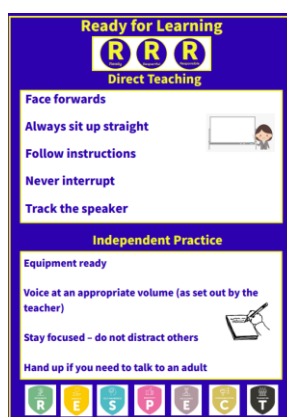 Ready for Learning
R R R
Ready
Direct Teaching
Face forwards
Always sit up straight
Follow instructions
Never interrupt
Track the speaker
Independent Practice
Equipment ready
Voice at an appropriate volume (as set out by the
teacher)
Stay focused – do not distract others
Hand up if you need to talk to an adult
R E S P E C T